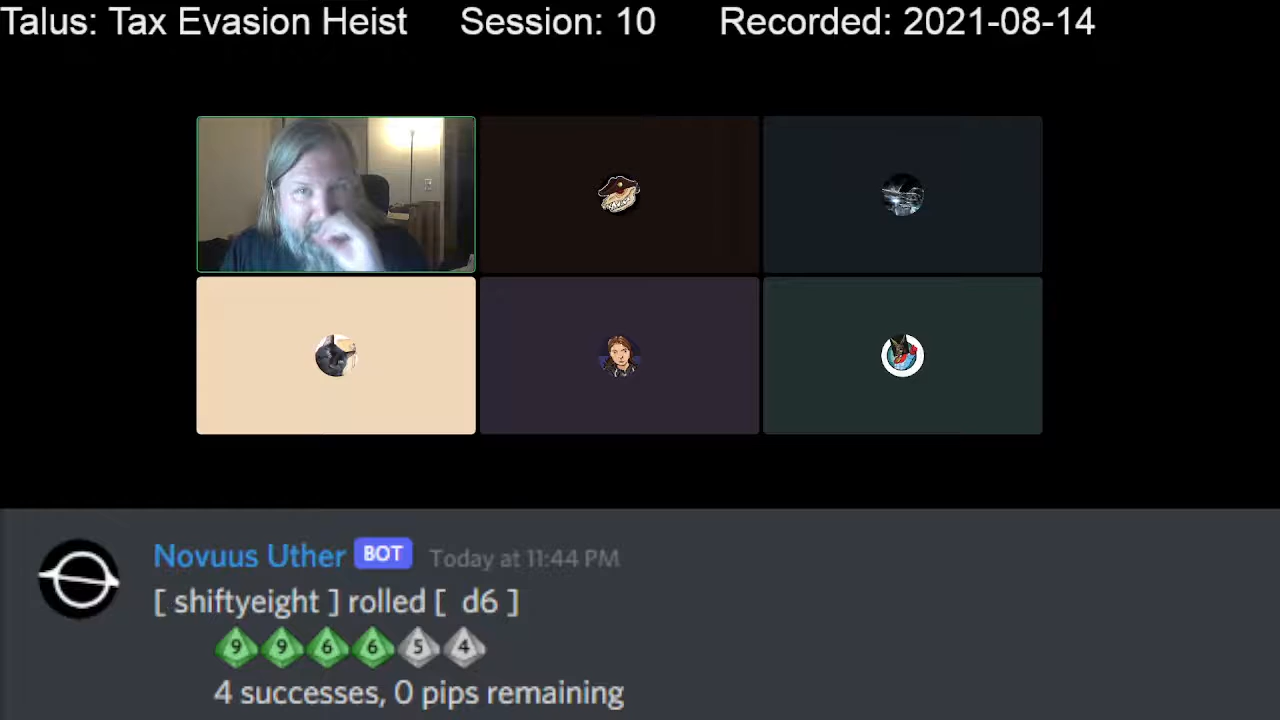 Talus: Tax Evasion Heist Session: 10 Recorded: 2021-08-14
Novuus Uther BOT Today at 11:44 PM
[ shiftyeight ] rolled [ d6 ]
9 9 6 6 5 4
4 successes, 0 pips remaining